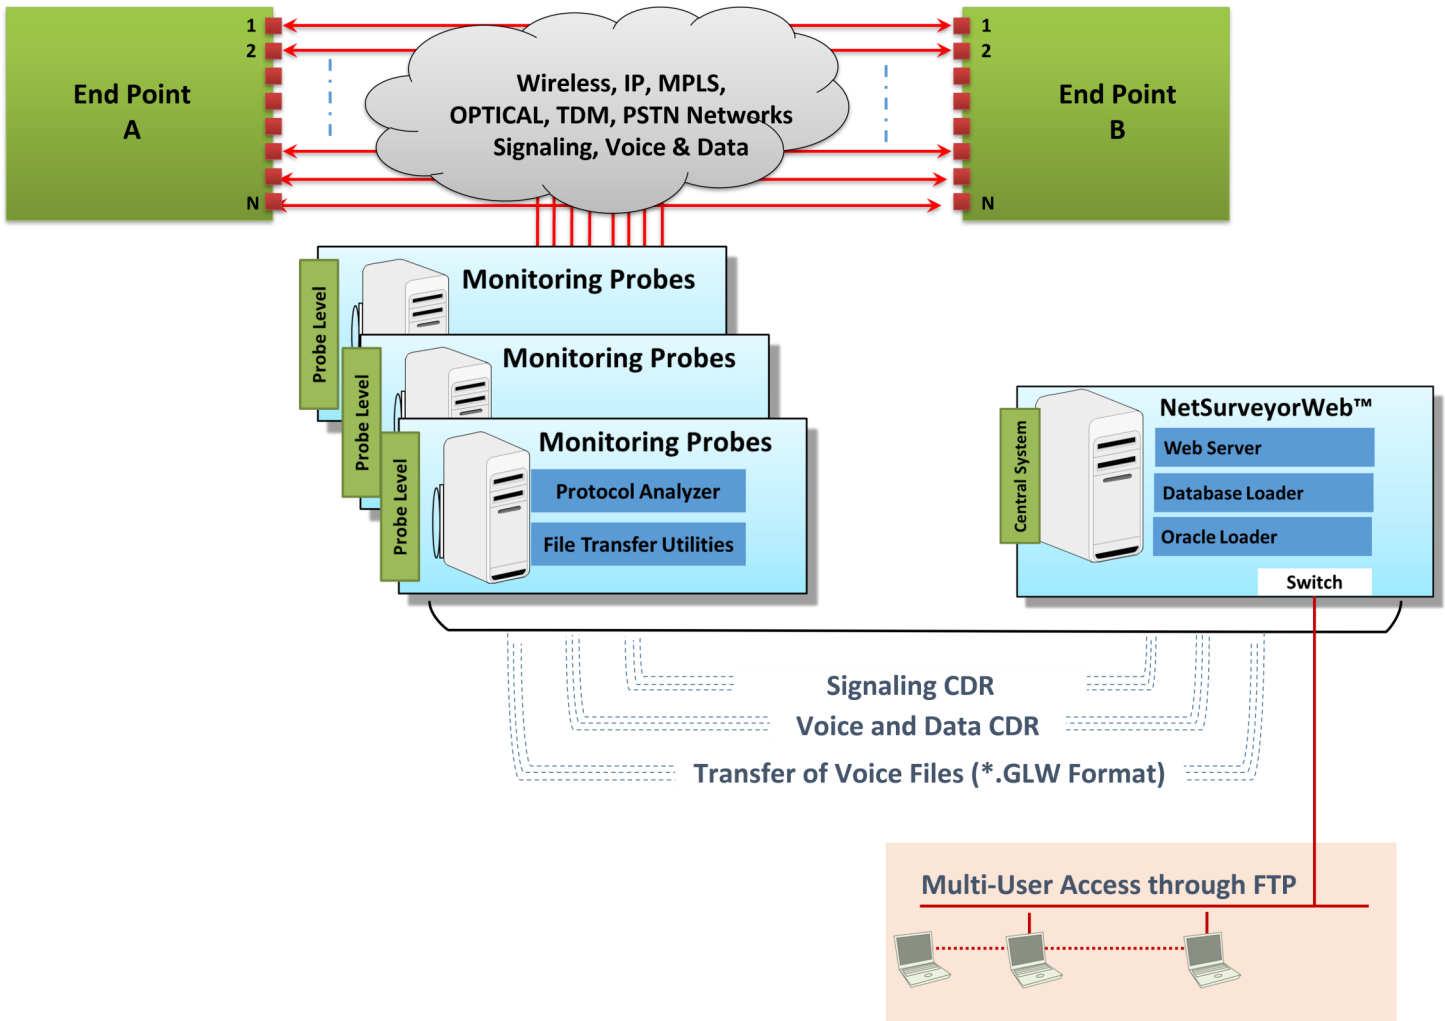 1
2
N
End Point
A
Wireless, IP, MPLS,
OPTICAL, TDM, PSTN Networks
Signaling, Voice & Data
1
2
N
End Point
B
Probe Level
Monitoring Probes
Probe Level
Monitoring Probes
Probe Level
Monitoring Probes
Protocol Analyzer
File Transfer Utilities
Central System
NetSurveyorWeb™
Web Server
Database Loader
Oracle Loader
Switch
Signaling CDR
Voice and Data CDR
Transfer of Voice Files (*.GLW Format)
Multi-User Access through FTP